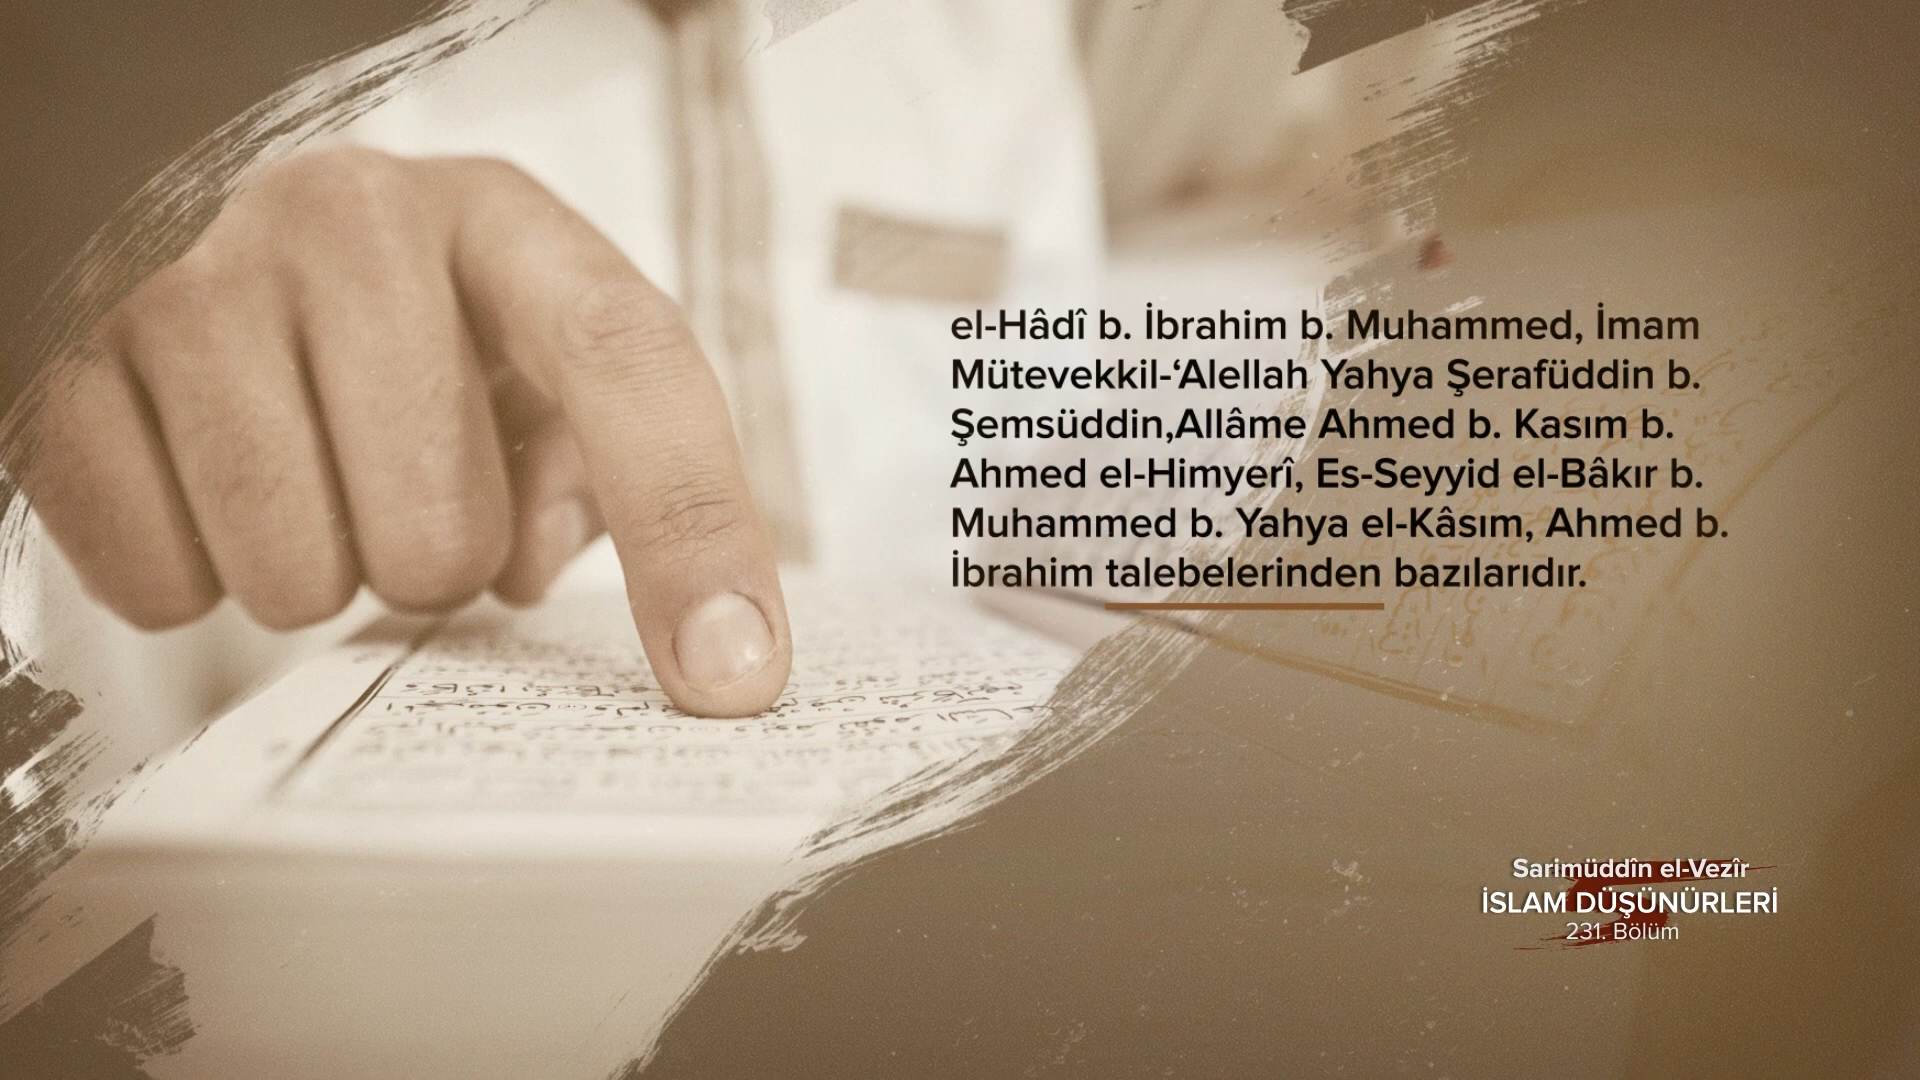 el-Hâdî b. İbrahim b. Muhammed, İmam
Mütevekkil-‘Alellah Yahya Şerafüddin b.
Şemsüddin,Allâme Ahmed b. Kasım b.
Ahmed el-Himyerî, Es-Seyyid el-Bâkır b.
Muhammed b. Yahya el-Kâsım, Ahmed b.
İbrahim talebelerinden bazılarıdır.
Sarimüddîn el-Vezîr
İSLAM DÜŞÜNÜRLERİ
231. Bölüm